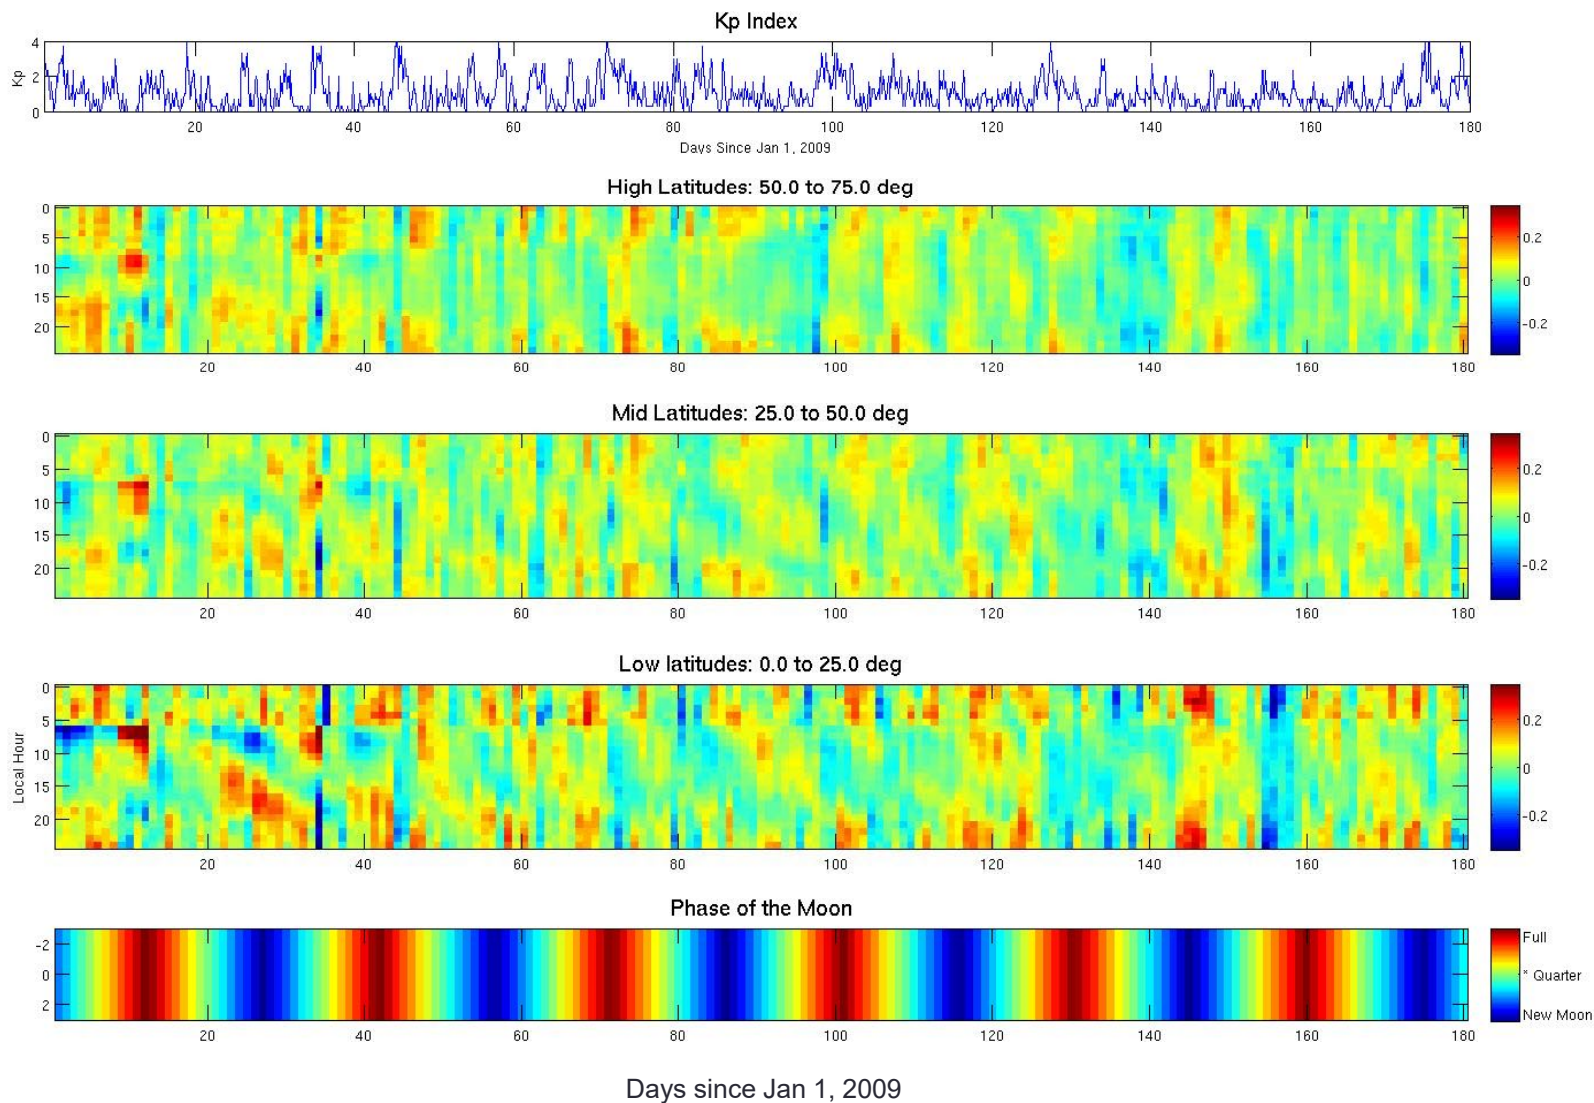 Kp Index
4
2
0
Kp
20 40 60 80 100 120 140 160 180
Days Since Jan 1, 2009
High Latitudes: 50.0 to 75.0 deg
0
5
10
15
20
0.2
0
-0.2
20 40 60 80 100 120 140 160 180
Mid Latitudes: 25.0 to 50.0 deg
0
5
10
15
20
0.2
0
-0.2
20 40 60 80 100 120 140 160 180
Low latitudes: 0.0 to 25.0 deg
Local Hour
0
5
10
15
20
0.2
0
-0.2
20 40 60 80 100 120 140 160 180
Phase of the Moon
-2
0
2
Full
* Quarter
New Moon
20 40 60 80 100 120 140 160 180
Days since Jan 1, 2009